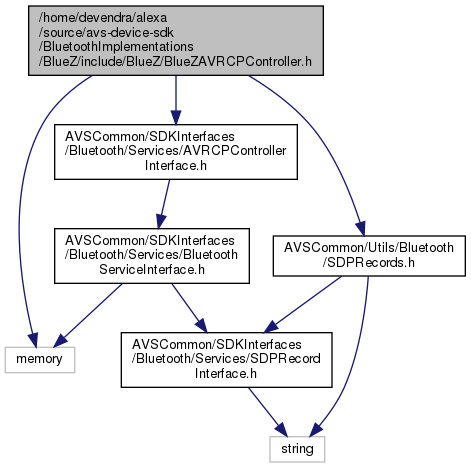 /home/devendra/alexa
/source/avs-device-sdk
/BluetoothImplementations
/BlueZ/include/BlueZ/BlueZAVRCPController.h
AVSCommon/SDKInterfaces
/Bluetooth/Services/AVRCPController
Interface.h
AVSCommon/SDKInterfaces
/Bluetooth/Services/Bluetooth
ServiceInterface.h
AVSCommon/Utils/Bluetooth
/SDPRecords.h
AVSCommon/SDKInterfaces
/Bluetooth/Services/SDPRecord
Interface.h
memory
string